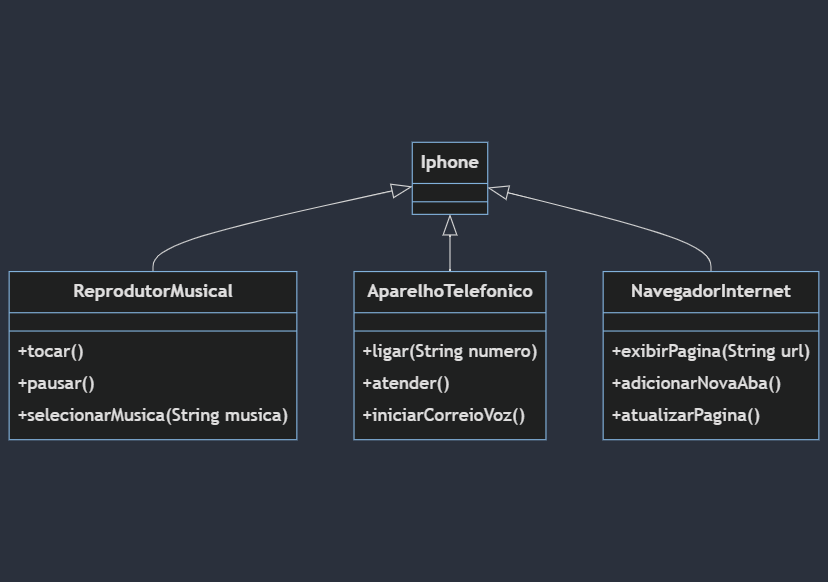 Iphone
ReprodutorMusical
+tocar()
+pausar()
+selecionarMusica(String musica)
AparelhoTelefonico
+ligar(String numero)
+atender()
+iniciarCorreioVoz()
NavegadorInternet
+exibirPagina(String url)
+adicionarNovaAba()
+atualizarPagina()